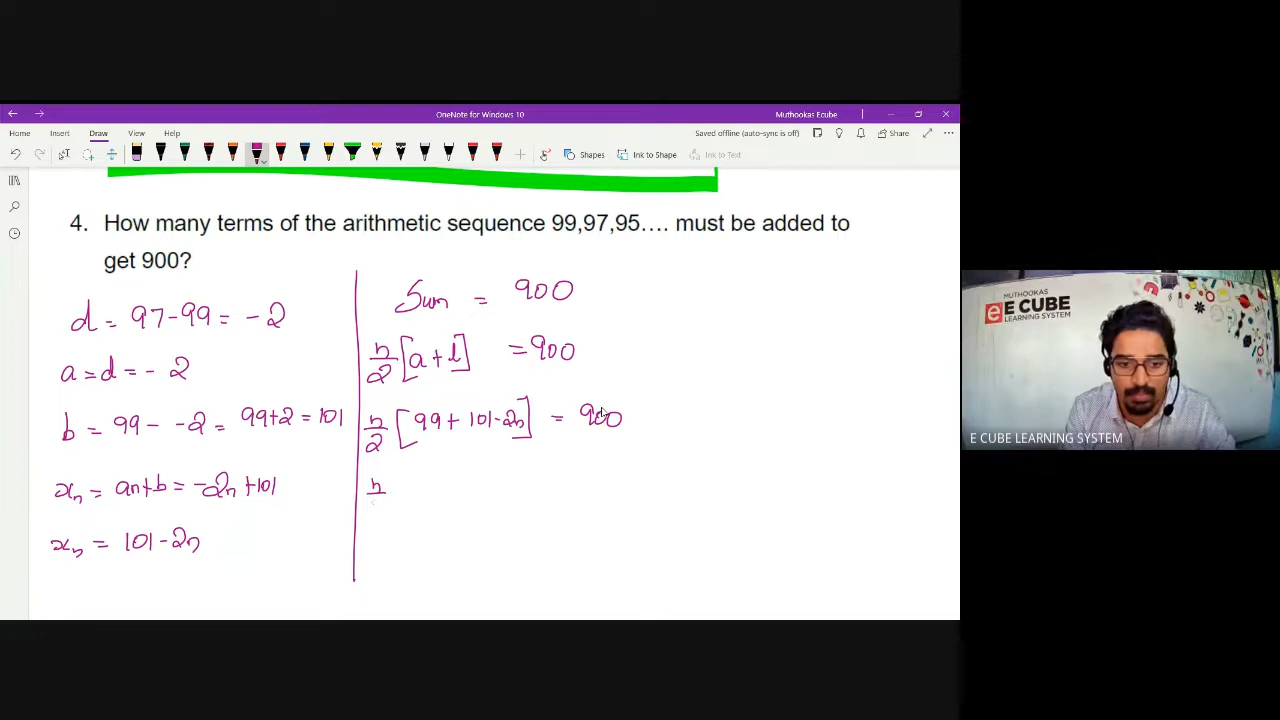 OneNote for Windows 10
Muthookas Ecube
Home Insert Draw View Help
Saved offline (auto-sync is off)
Share
Shapes
Ink to Shape
Ink to Text
4. How many terms of the arithmetic sequence 99,97,95.... must be added to
get 900?
d = 97-99 = -2
a = d = -2
b = 99 - -2 = 99+2 = 101
xₙ = an+b = -2n +101
xₙ = 101-2n
Sum = 900
n/2 [a+l] = 900
n/2 [99+101-2n] = 900
n
MUTHOOKAS
e E CUBE
LEARNING SYSTEM
E CUBE LEARNING SYSTEM